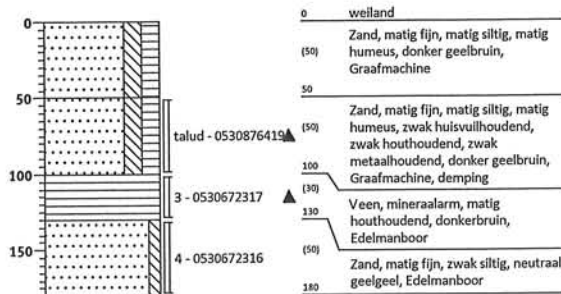 0 weiland
Zand, matig fijn, matig siltig, matig
(50) humeus, donker geelbruin,
Graafmachine
50
Zand, matig fijn, matig siltig, matig
(50) humeus, zwak huisvuilhoudend,
zwak houthoudend, zwak
metaalhoudend, donker geelbruin,
100 Graafmachine, demping
(30)
Veen, mineraalarm, matig
130 houthoudend, donkerbruin,
Edelmanboor
(50)
Zand, matig fijn, zwak siltig, neutraal
geelgeel, Edelmanboor
180
0
50
100
150
talud - 0530876419
3 - 0530672317
4 - 0530672316